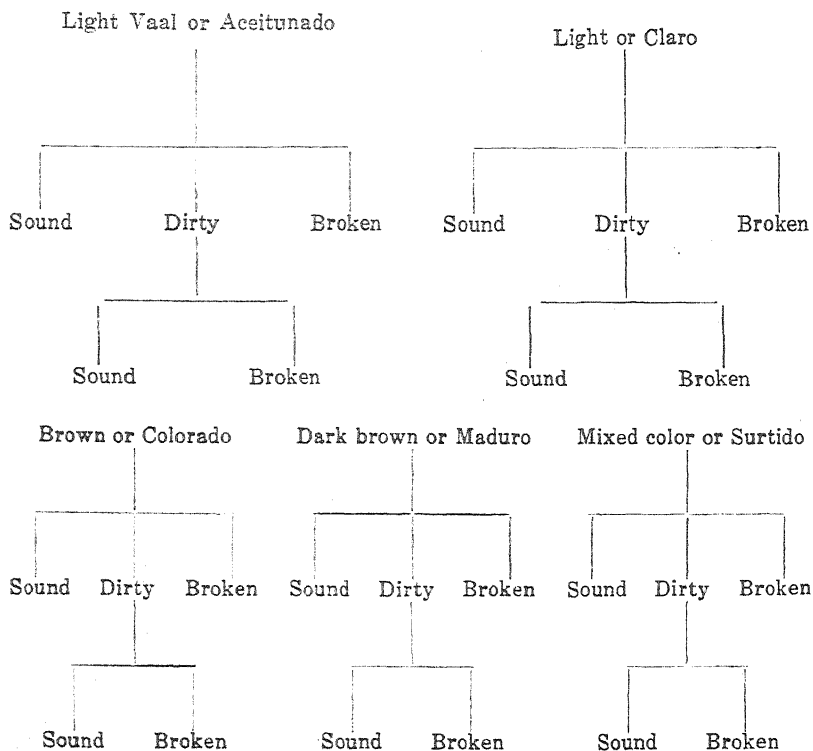 Light Vaal or Aceitunado
Light or Claro
Sound Dirty Broken
Sound Dirty Broken
Sound Broken
Sound Broken
Brown or Colorado
Dark brown or Maduro
Mixed color or Surtido
Sound Dirty Broken
Sound Dirty Broken
Sound Dirty Broken
Sound Broken
Sound Broken
Sound Broken